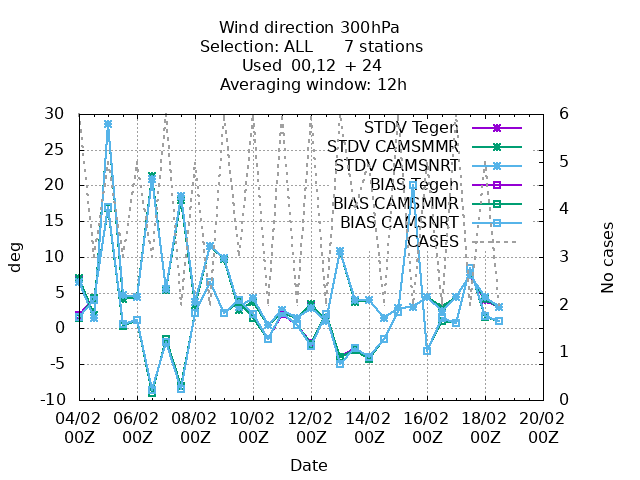 Wind direction 300hPa
Selection: ALL 7 stations
Used 00,12 + 24
Averaging window: 12h
30 6
STDV Tegen
STDV CAMSMMR
25 5
STDV CAMSNRT
BIAS Tegen
20
BIAS CAMSMMR
4
BIAS CAMSNRT
15
CASES
10 3
5 2
0
-5 1
-10 0
deg
No cases
04/02 06/02 08/02 10/02 12/02 14/02 16/02 18/02 20/02
00Z 00Z 00Z 00Z 00Z 00Z 00Z 00Z 00Z
Date